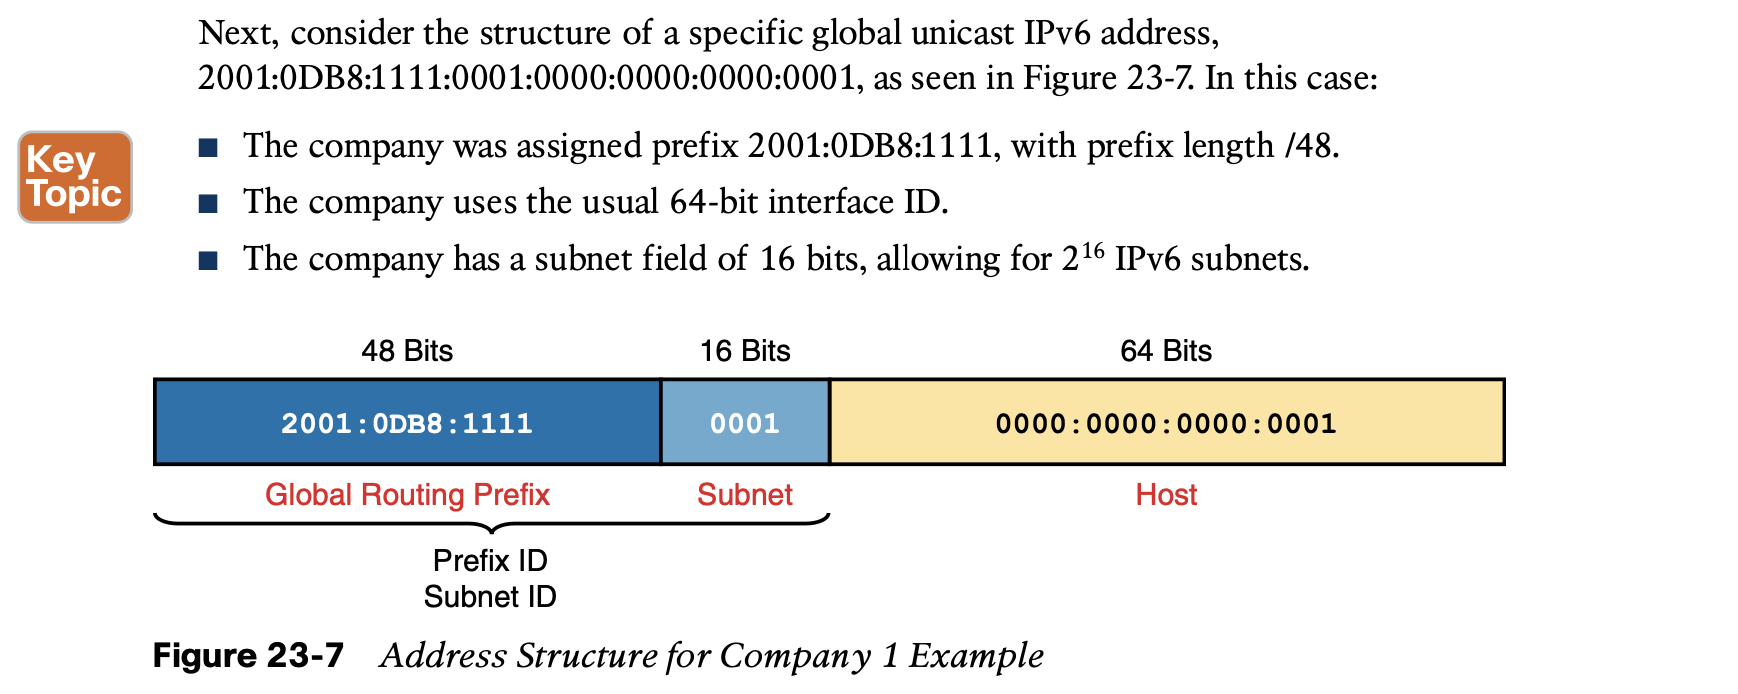 Next, consider the structure of a specific global unicast IPv6 address,
2001:0DB8:1111:0001:0000:0000:0000:0001, as seen in Figure 23-7. In this case:
Key
Topic
■ The company was assigned prefix 2001:0DB8:1111, with prefix length /48.
■ The company uses the usual 64-bit interface ID.
■ The company has a subnet field of 16 bits, allowing for 2¹⁶ IPv6 subnets.
48 Bits 16 Bits 64 Bits
2001:0DB8:1111 0001 0000:0000:0000:0001
Global Routing Prefix Subnet Host
Prefix ID
Subnet ID
Figure 23-7 Address Structure for Company 1 Example